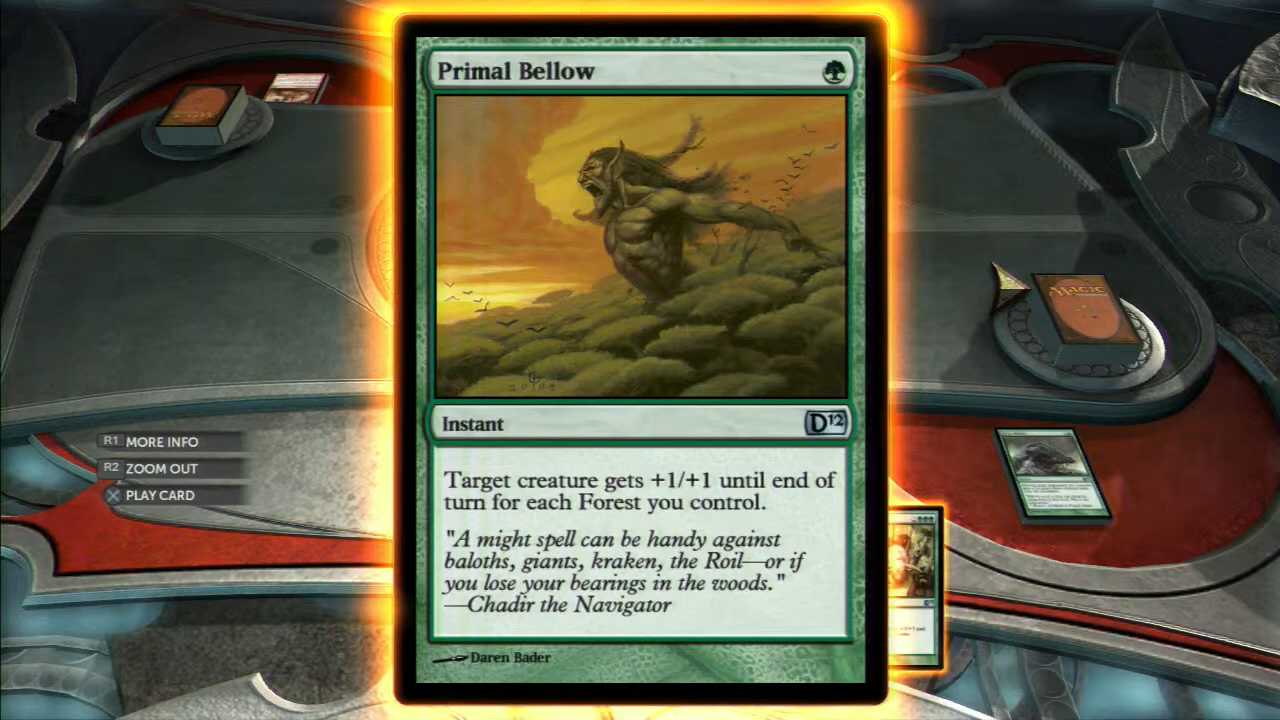 Primal Bellow
Instant
D12
Target creature gets +1/+1 until end of
turn for each Forest you control.
"A might spell can be handy against
baloths, giants, kraken, the Roil—or if
you lose your bearings in the woods."
—Chadir the Navigator
Daren Bader
R1 MORE INFO
R2 ZOOM OUT
PLAY CARD
MAGIC